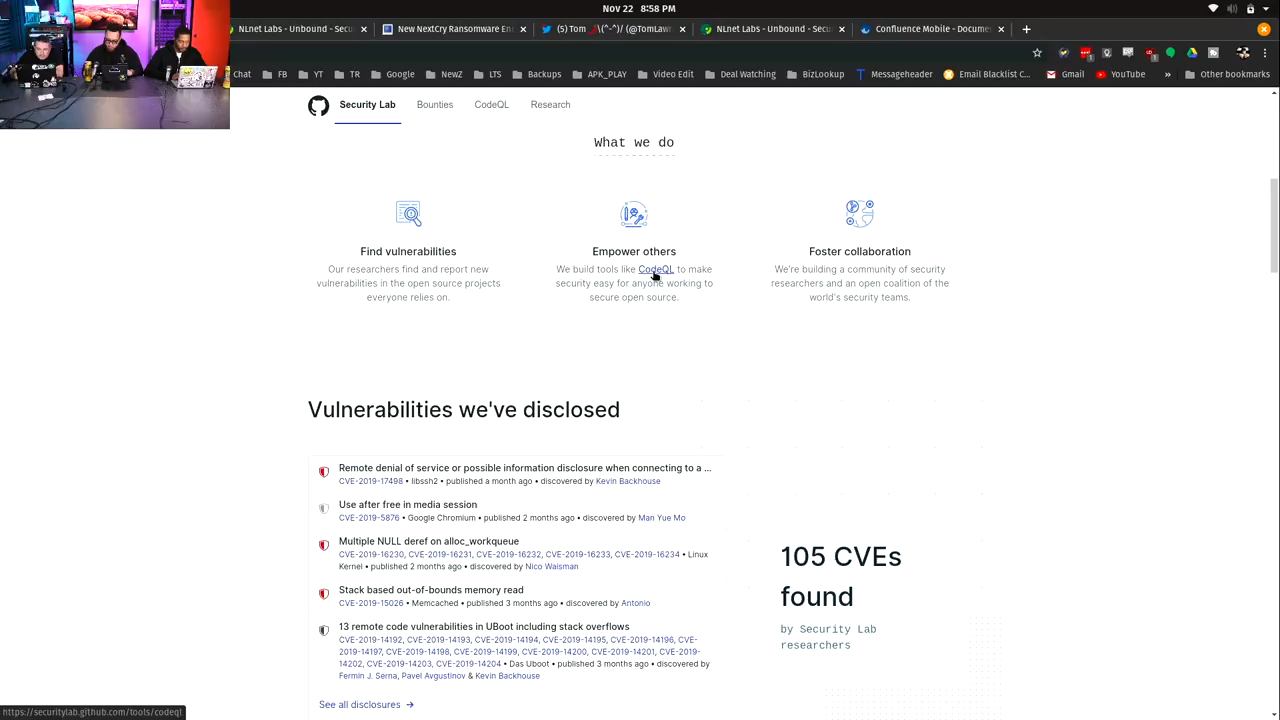 Nov 22 8:58 PM
NLnet Labs - Unbound - Sec
New NextCry Ransomware E
NLnet Labs - Unbound - Secu
Confluence Mobile - Documen
Chat FB YT TR Google NewZ LTS Backups APK_PLAY Video Edit Deal Watching BizLookup Messageheader Email Blacklist C... Gmail YouTube » Other bookmarks
Security Lab Bounties CodeQL Research
What we do
Find vulnerabilities
Our researchers find and report new
vulnerabilities in the open source projects
everyone relies on.
Empower others
We build tools like CodeQL to make
security easy for anyone working to
secure open source.
Foster collaboration
We're building a community of security
researchers and an open coalition of the
world's security teams.
Vulnerabilities we've disclosed
Remote denial of service or possible information disclosure when connecting to a ...
CVE-2019-17498 • libssh2 • published a month ago • discovered by Kevin Backhouse
Use after free in media session
CVE-2019-5876 • Google Chromium • published 2 months ago • discovered by Man Yue Mo
Multiple NULL deref on alloc_workqueue
CVE-2019-16230, CVE-2019-16231, CVE-2019-16232, CVE-2019-16233, CVE-2019-16234 • Linux
Kernel • published 2 months ago • discovered by Nico Waisman
Stack based out-of-bounds memory read
CVE-2019-15026 • Memcached • published 3 months ago • discovered by Antonio
13 remote code vulnerabilities in UBoot including stack overflows
CVE-2019-14192, CVE-2019-14193, CVE-2019-14194, CVE-2019-14195, CVE-2019-14196, CVE-
2019-14197, CVE-2019-14198, CVE-2019-14199, CVE-2019-14200, CVE-2019-14201, CVE-2019-
14202, CVE-2019-14203, CVE-2019-14204 • Das Uboot • published 3 months ago • discovered by
Fermin J. Serna, Pavel Avgustinov & Kevin Backhouse
See all disclosures →
105 CVEs
found
by Security Lab
researchers
https://securitylab.github.com/tools/codeql